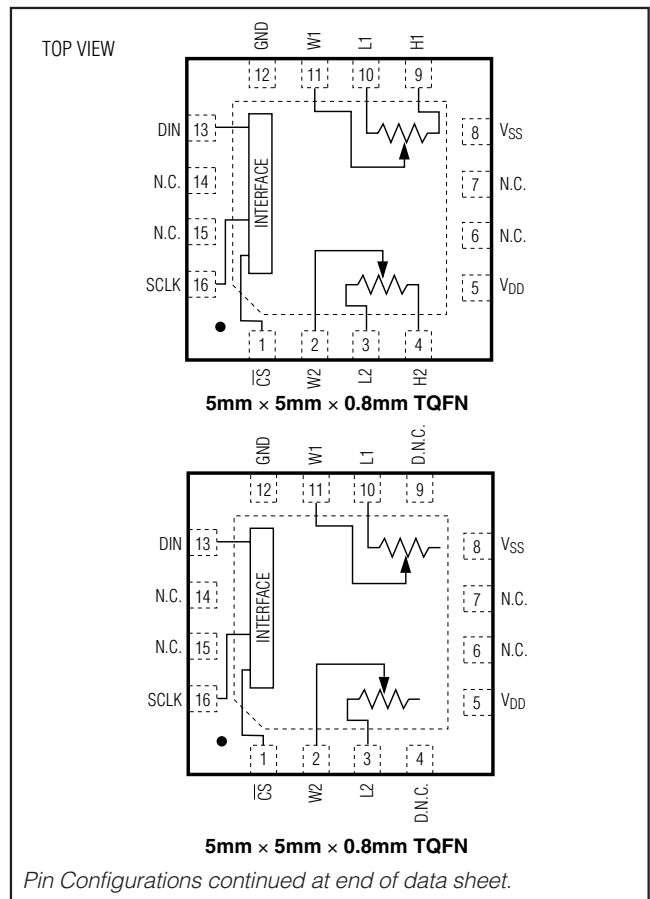 TOP VIEW
GND
W1
L1
H1
12
11
10
9
DIN 13
8 VSS
N.C. 14
7 N.C.
INTERFACE
N.C. 15
6 N.C.
SCLK 16
5 VDD
1
2
3
4
CS
W2
L2
H2
5mm × 5mm × 0.8mm TQFN
GND
W1
L1
D.N.C.
12
11
10
9
DIN 13
8 VSS
N.C. 14
7 N.C.
INTERFACE
N.C. 15
6 N.C.
SCLK 16
5 VDD
1
2
3
4
CS
W2
L2
D.N.C.
5mm × 5mm × 0.8mm TQFN
Pin Configurations continued at end of data sheet.